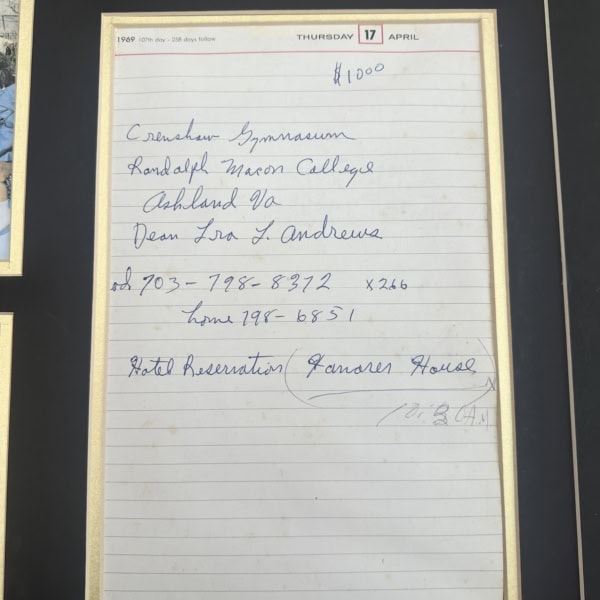 1969 107th day - 258 days follow THURSDAY 17 APRIL
$1000
Crenshaw Gymnasium
Randolph Macon College
Ashland Va
Dean Ira L. Andrews
703-798-8372 x266
home 798-6851
Hotel Reservation (Hanover House)